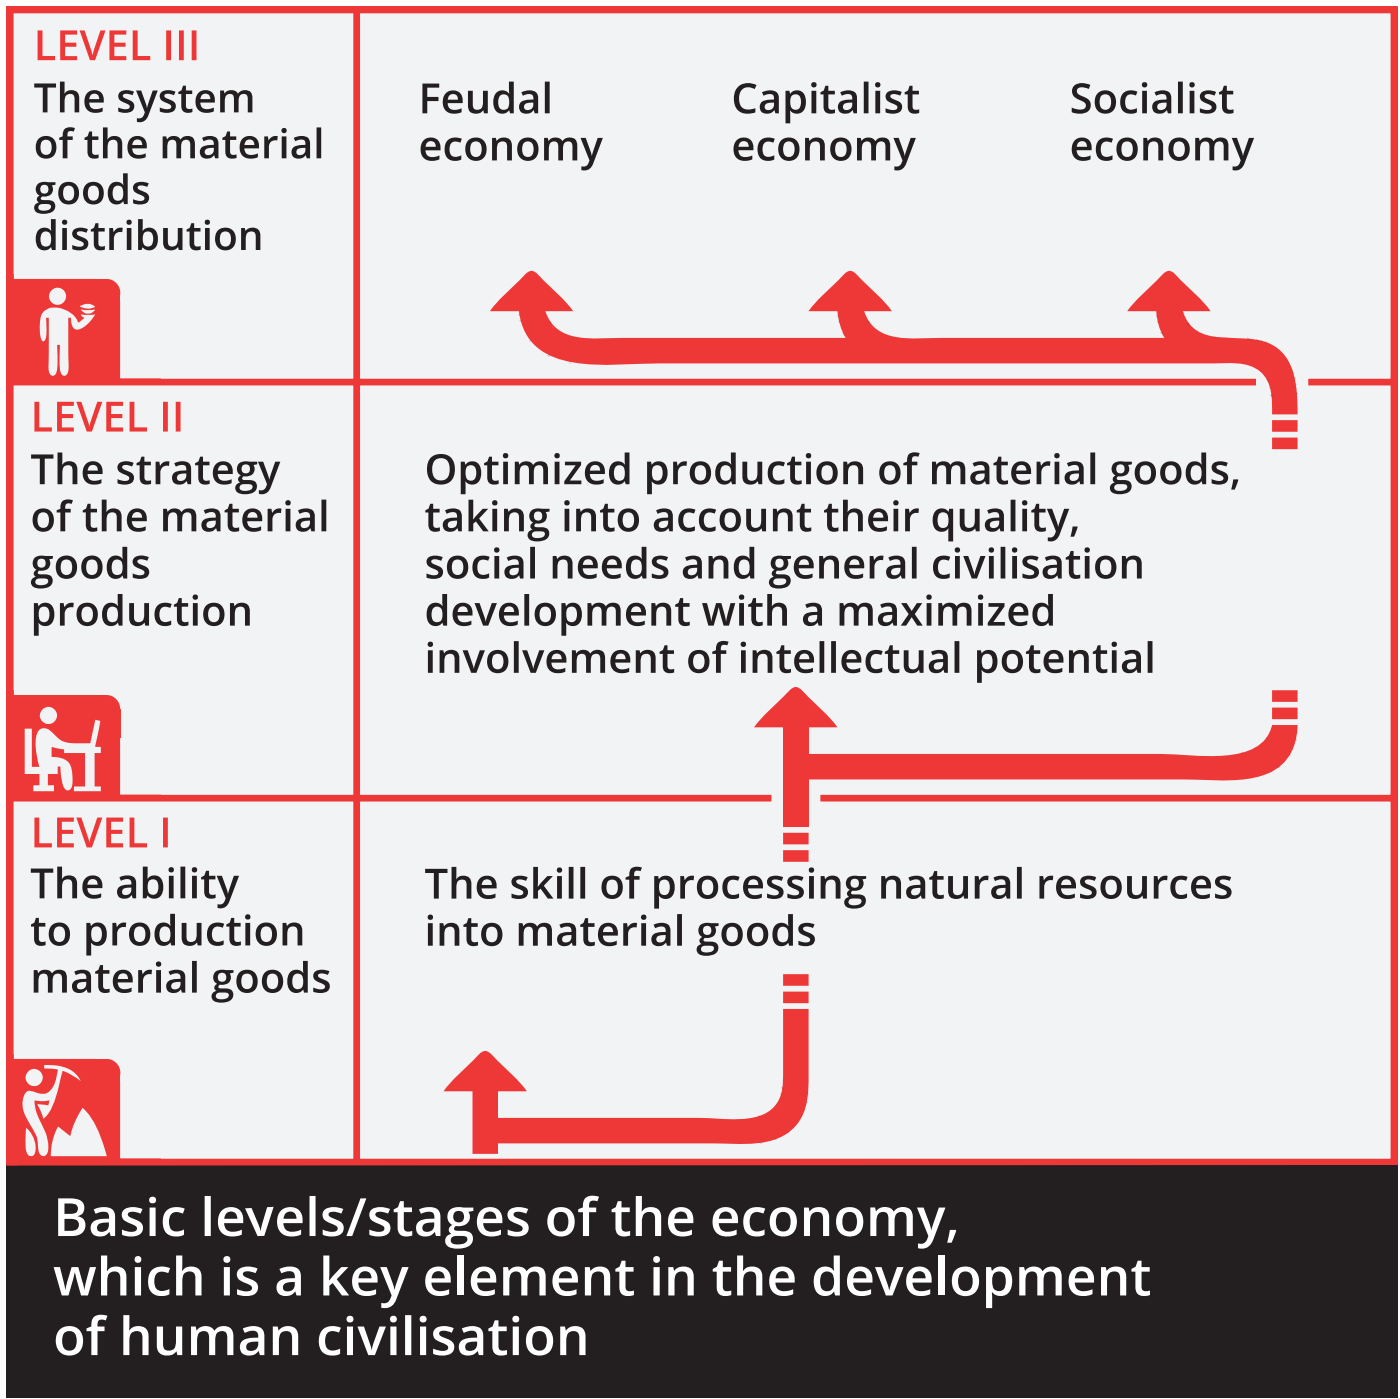 LEVEL III
The system
of the material
goods
distribution
Feudal
economy
Capitalist
economy
Socialist
economy
LEVEL II
The strategy
of the material
goods
production
Optimized production of material goods,
taking into account their quality,
social needs and general civilisation
development with a maximized
involvement of intellectual potential
LEVEL I
The ability
to production
material goods
The skill of processing natural resources
into material goods
Basic levels/stages of the economy,
which is a key element in the development
of human civilisation